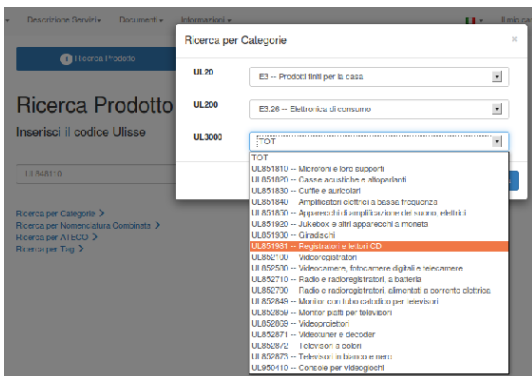 Descrizione Servizi
Documenti
Informazioni
Ricerca per Categorie
×
Ricerca Prodotto
UL20
E3 -- Prodotti finiti per la casa
Ricerca Prodotto
Inserisci il codice Ulisse
UL200
E3.26 -- Elettronica di consumo
UL3000
TOT
TOT
UL851810 -- Microfoni e loro supporti
UL851820 -- Casse acustiche e altoparlanti
UL851830 -- Cuffie e auricolari
UL851840 -- Amplificatori elettrici a bassa frequenza
UL851850 -- Apparecchi di amplificazione del suono, elettrici
UL851920 -- Jukebox e altri apparecchi a moneta
UL851930 -- Giradischi
UL851981 -- Registratori e lettori CD
UL852100 -- Videoregistratori
UL852580 -- Videocamere, fotocamere digitali e telecamere
UL852710 -- Radio e radioregistratori, a batteria
UL852790 -- Radio e radioregistratori, alimentati a corrente elettrica
UL852849 -- Monitor con tubo catodico per televisori
UL852859 -- Monitor piatti per televisori
UL852869 -- Videoproiettori
UL852871 -- Videotuner e decoder
UL852872 -- Televisori a colori
UL852873 -- Televisori in bianco e nero
UL950410 -- Console per videogiochi
UL848110
Ricerca per Categorie >
Ricerca per Nomenclatura Combinata >
Ricerca per ATECO >
Ricerca per Tag >